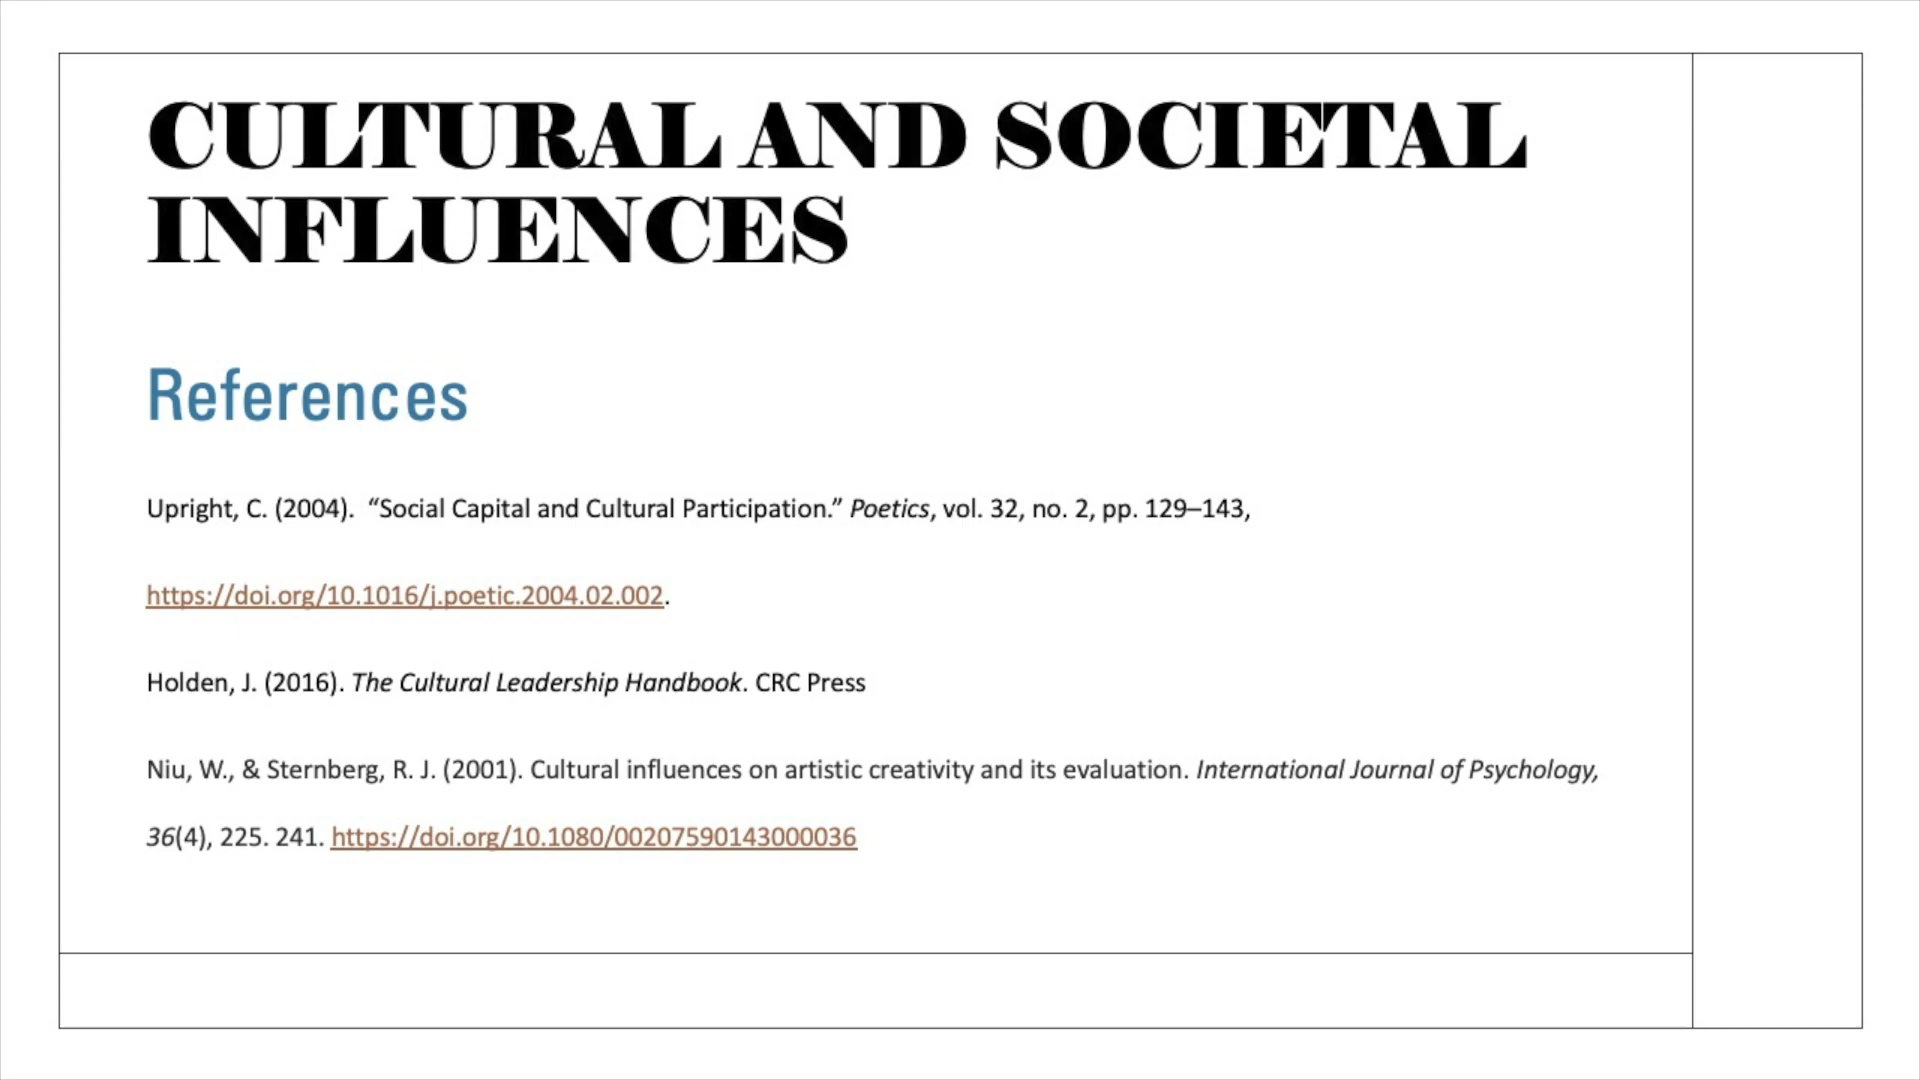 CULTURAL AND SOCIETAL
INFLUENCES
References
Upright, C. (2004).  “Social Capital and Cultural Participation.” Poetics, vol. 32, no. 2, pp. 129–143,
https://doi.org/10.1016/j.poetic.2004.02.002.
Holden, J. (2016). The Cultural Leadership Handbook. CRC Press
Niu, W., & Sternberg, R. J. (2001). Cultural influences on artistic creativity and its evaluation. International Journal of Psychology,
36(4), 225. 241. https://doi.org/10.1080/00207590143000036